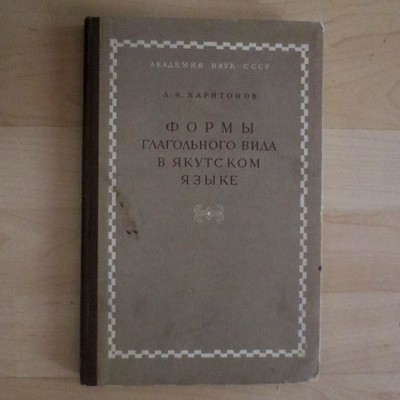 АКАДЕМИЯ НАУК СССР
Л. Н. ХАРИТОНОВ
ФОРМЫ
ГЛАГОЛЬНОГО ВИДА
В ЯКУТСКОМ
ЯЗЫКЕ